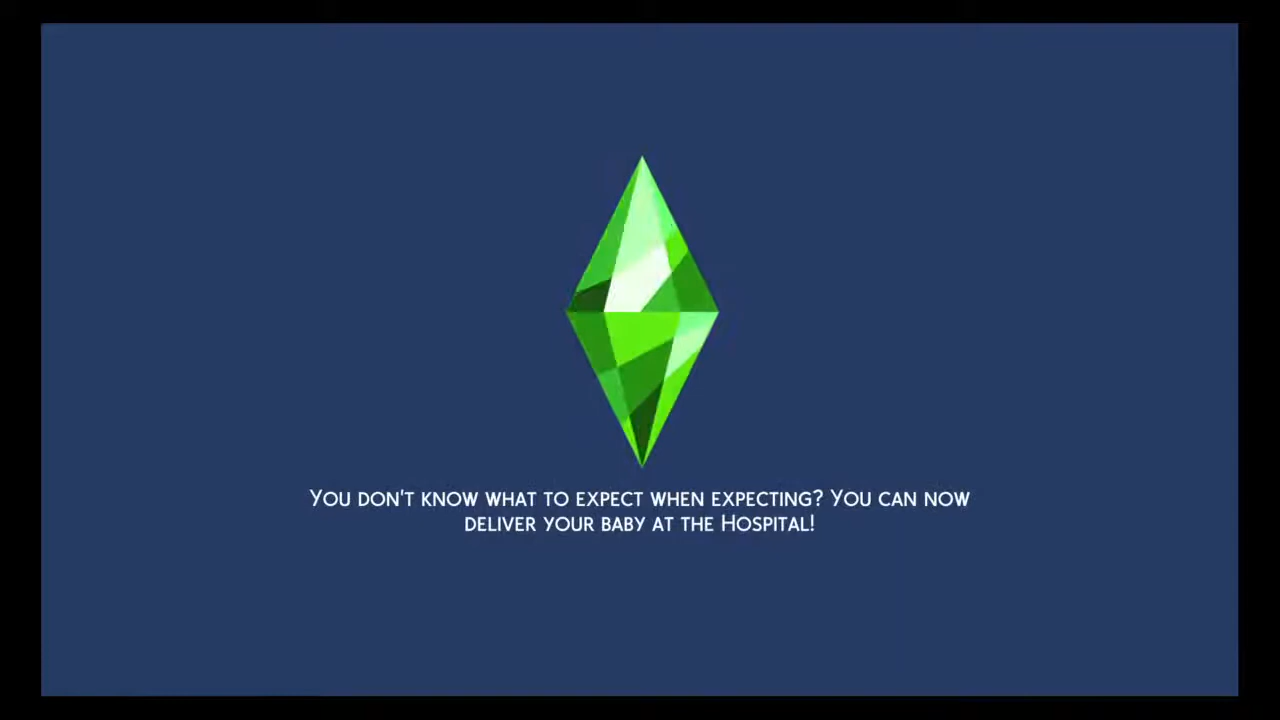 You don't know what to expect when expecting? You can now
deliver your baby at the Hospital!